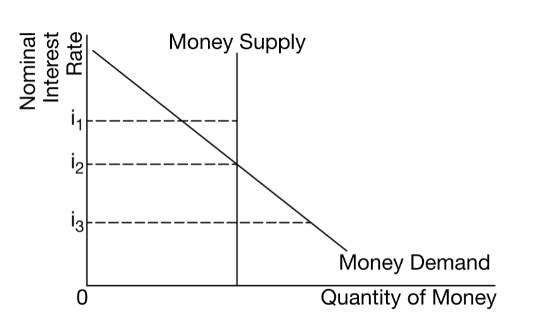 Nominal
Interest
Rate
Money Supply
i1
i2
i3
Money Demand
0
Quantity of Money